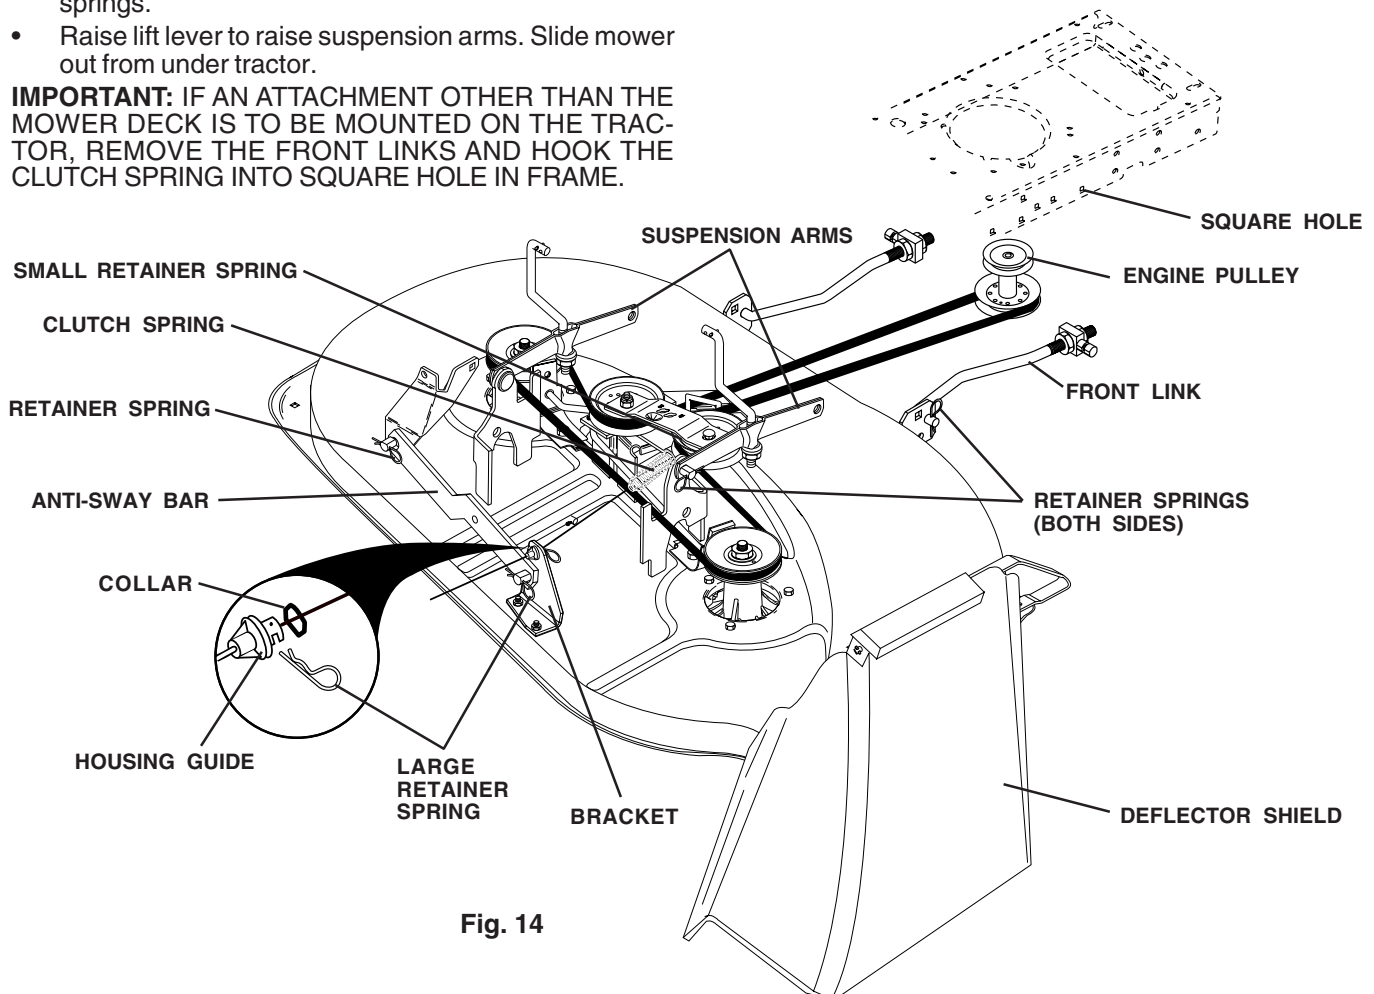 springs.
• Raise lift lever to raise suspension arms. Slide mower
out from under tractor.
IMPORTANT: IF AN ATTACHMENT OTHER THAN THE
MOWER DECK IS TO BE MOUNTED ON THE TRAC-
TOR, REMOVE THE FRONT LINKS AND HOOK THE
CLUTCH SPRING INTO SQUARE HOLE IN FRAME.
SQUARE HOLE
SUSPENSION ARMS
SMALL RETAINER SPRING
ENGINE PULLEY
CLUTCH SPRING
FRONT LINK
RETAINER SPRING
ANTI-SWAY BAR
RETAINER SPRINGS
(BOTH SIDES)
COLLAR
HOUSING GUIDE
LARGE
RETAINER
SPRING
BRACKET
DEFLECTOR SHIELD
Fig. 14